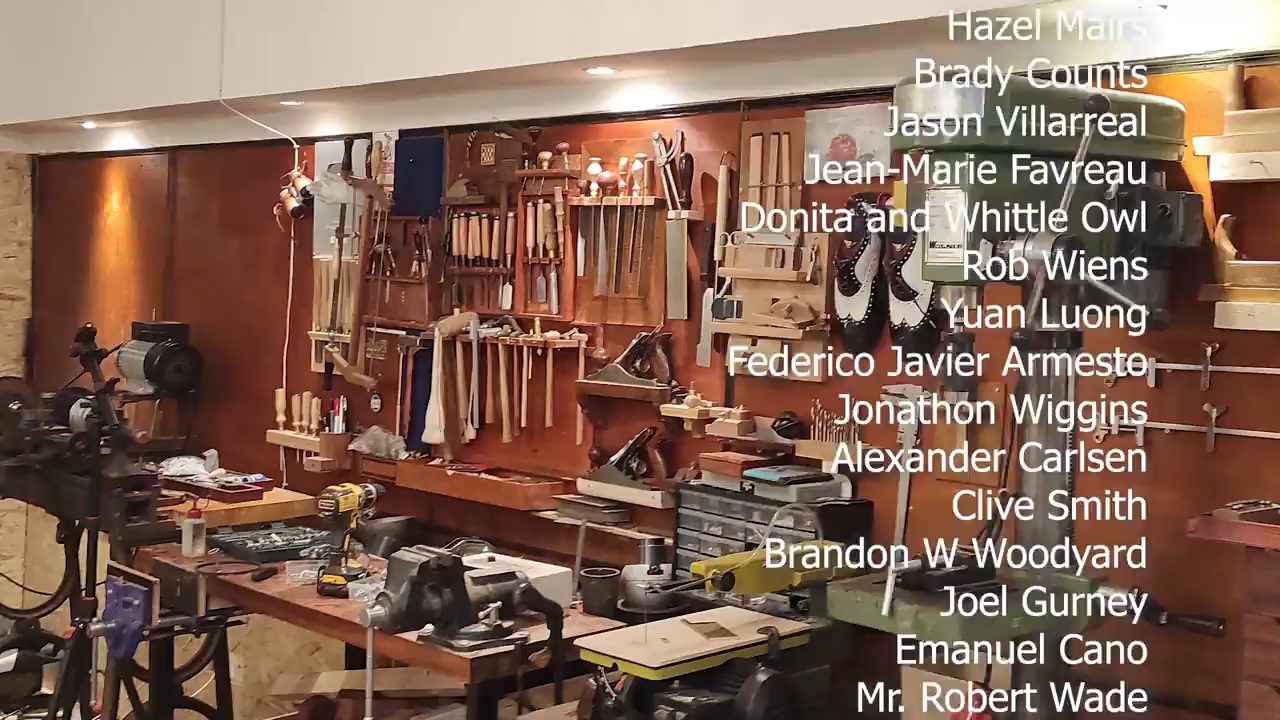 Hazel Mairs
Brady Counts
Jason Villarreal
Jean-Marie Favreau
Donita and Whittle Owl
Rob Wiens
Yuan Luong
Federico Javier Armesto
Jonathon Wiggins
Alexander Carlsen
Clive Smith
Brandon W Woodyard
Joel Gurney
Emanuel Cano
Mr. Robert Wade